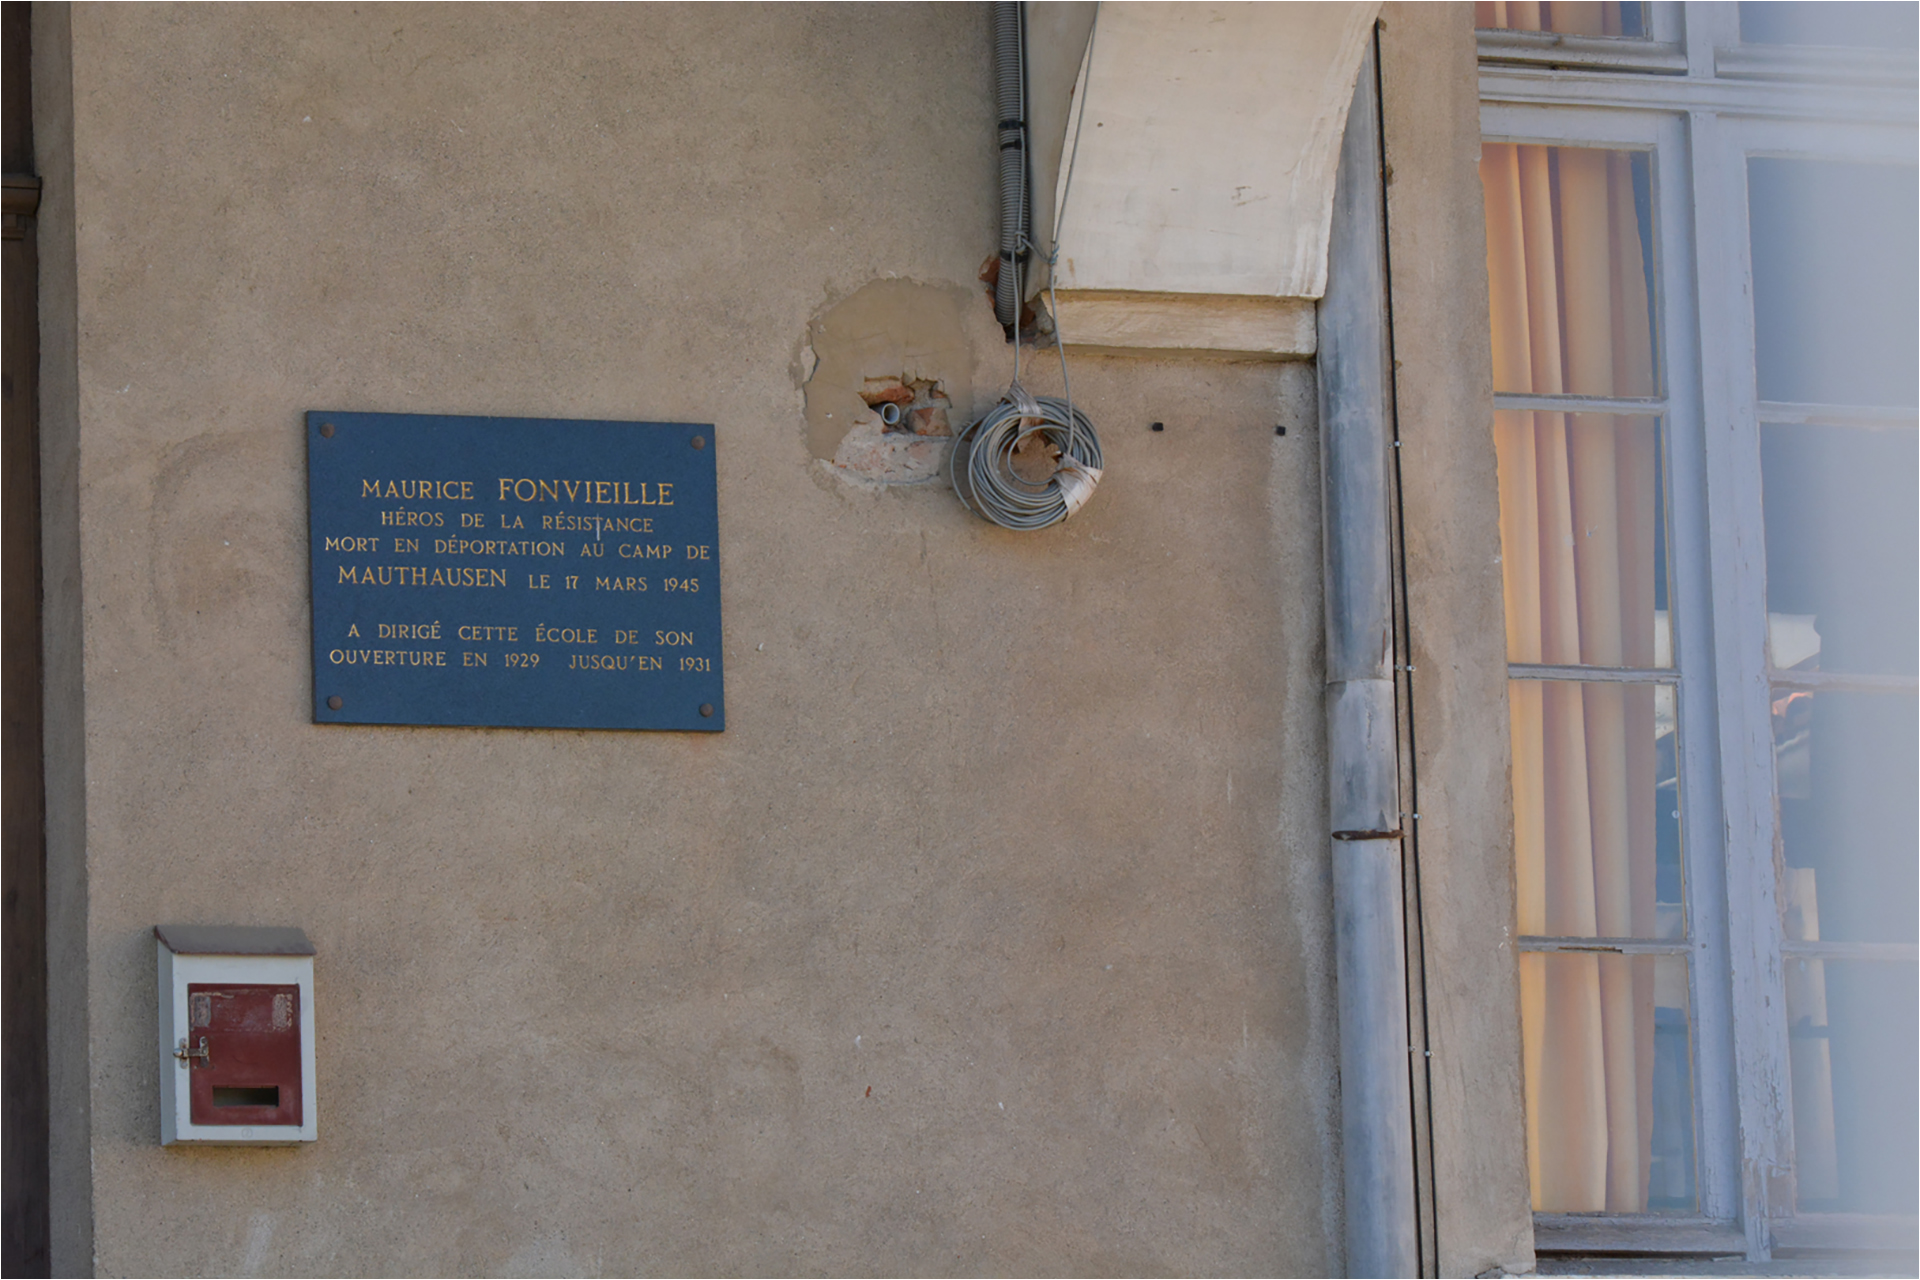 MAURICE FONVIEILLE
HÉROS DE LA RÉSISTANCE
MORT EN DÉPORTATION AU CAMP DE
MAUTHAUSEN LE 17 MARS 1945
A DIRIGÉ CETTE ÉCOLE DE SON
OUVERTURE EN 1929 JUSQU'EN 1931